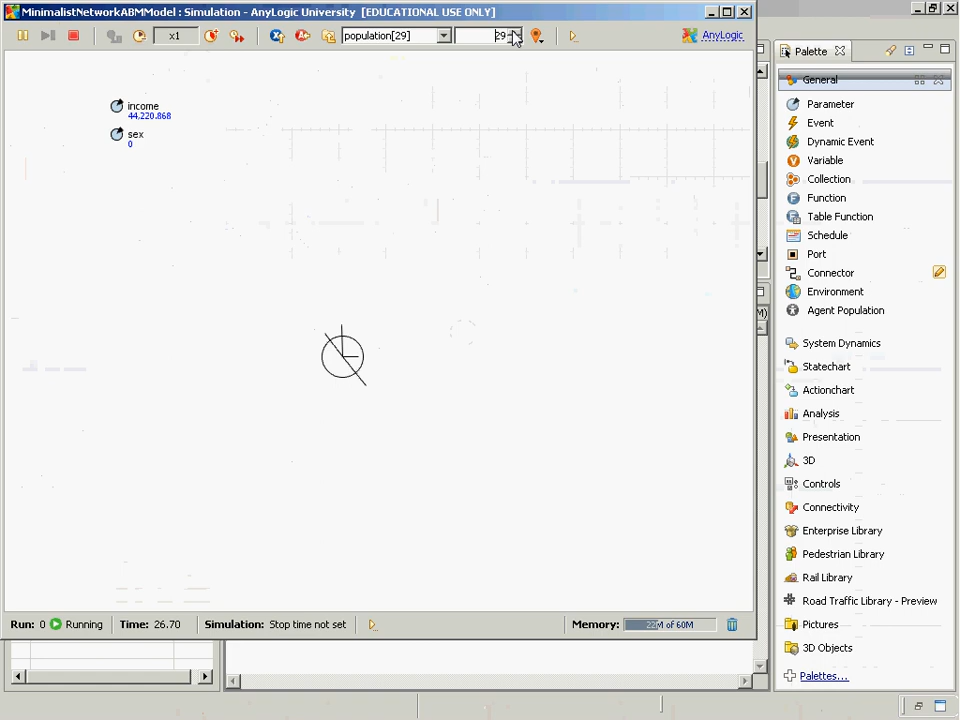 MinimalistNetworkABMModel : Simulation - AnyLogic University [EDUCATIONAL USE ONLY]
x1
population[29]
29
AnyLogic
income
44,220.868
sex
0
Run: 0
Running
Time: 26.70
Simulation: Stop time not set
Memory:
22M of 60M
M)
Palette
General
Parameter
Event
Dynamic Event
Variable
Collection
Function
Table Function
Schedule
Port
Connector
Environment
Agent Population
System Dynamics
Statechart
Actionchart
Analysis
Presentation
3D
Controls
Connectivity
Enterprise Library
Pedestrian Library
Rail Library
Road Traffic Library - Preview
Pictures
3D Objects
Palettes...